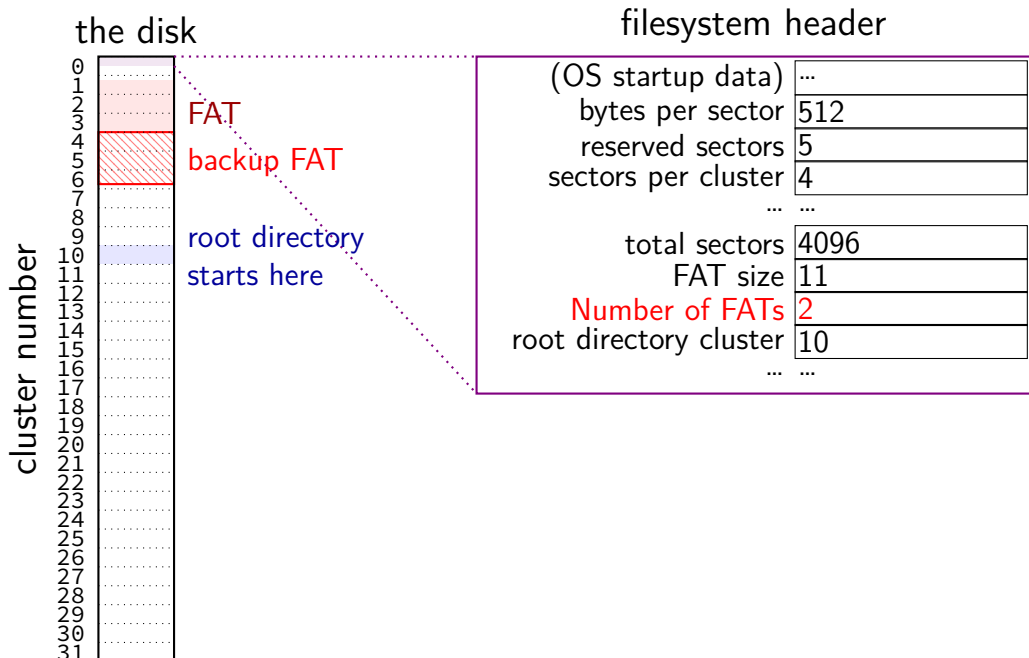 the disk
cluster number
0
1
2
3
4
5
6
7
8
9
10
11
12
13
14
15
16
17
18
19
20
21
22
23
24
25
26
27
28
29
30
31
FAT
backup FAT
root directory
starts here
filesystem header
(OS startup data) ...
bytes per sector 512
reserved sectors 5
sectors per cluster 4
... ...
total sectors 4096
FAT size 11
Number of FATs 2
root directory cluster 10
... ...